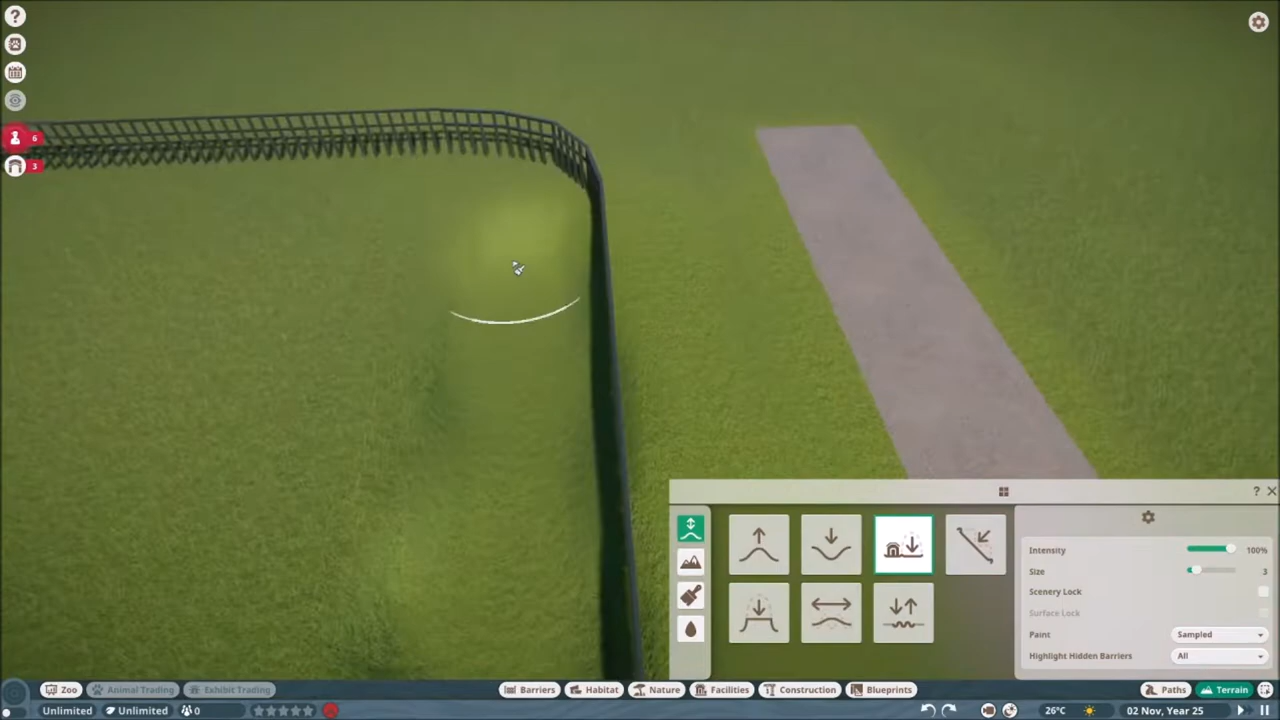 ?
6
3
? ×
Intensity 100%
Size 3
Scenery Lock
Surface Lock
Paint Sampled
Highlight Hidden Barriers All
Zoo Animal Trading Exhibit Trading Barriers Habitat Nature Facilities Construction Blueprints Paths Terrain
Unlimited Unlimited 0 26°C 02 Nov, Year 25